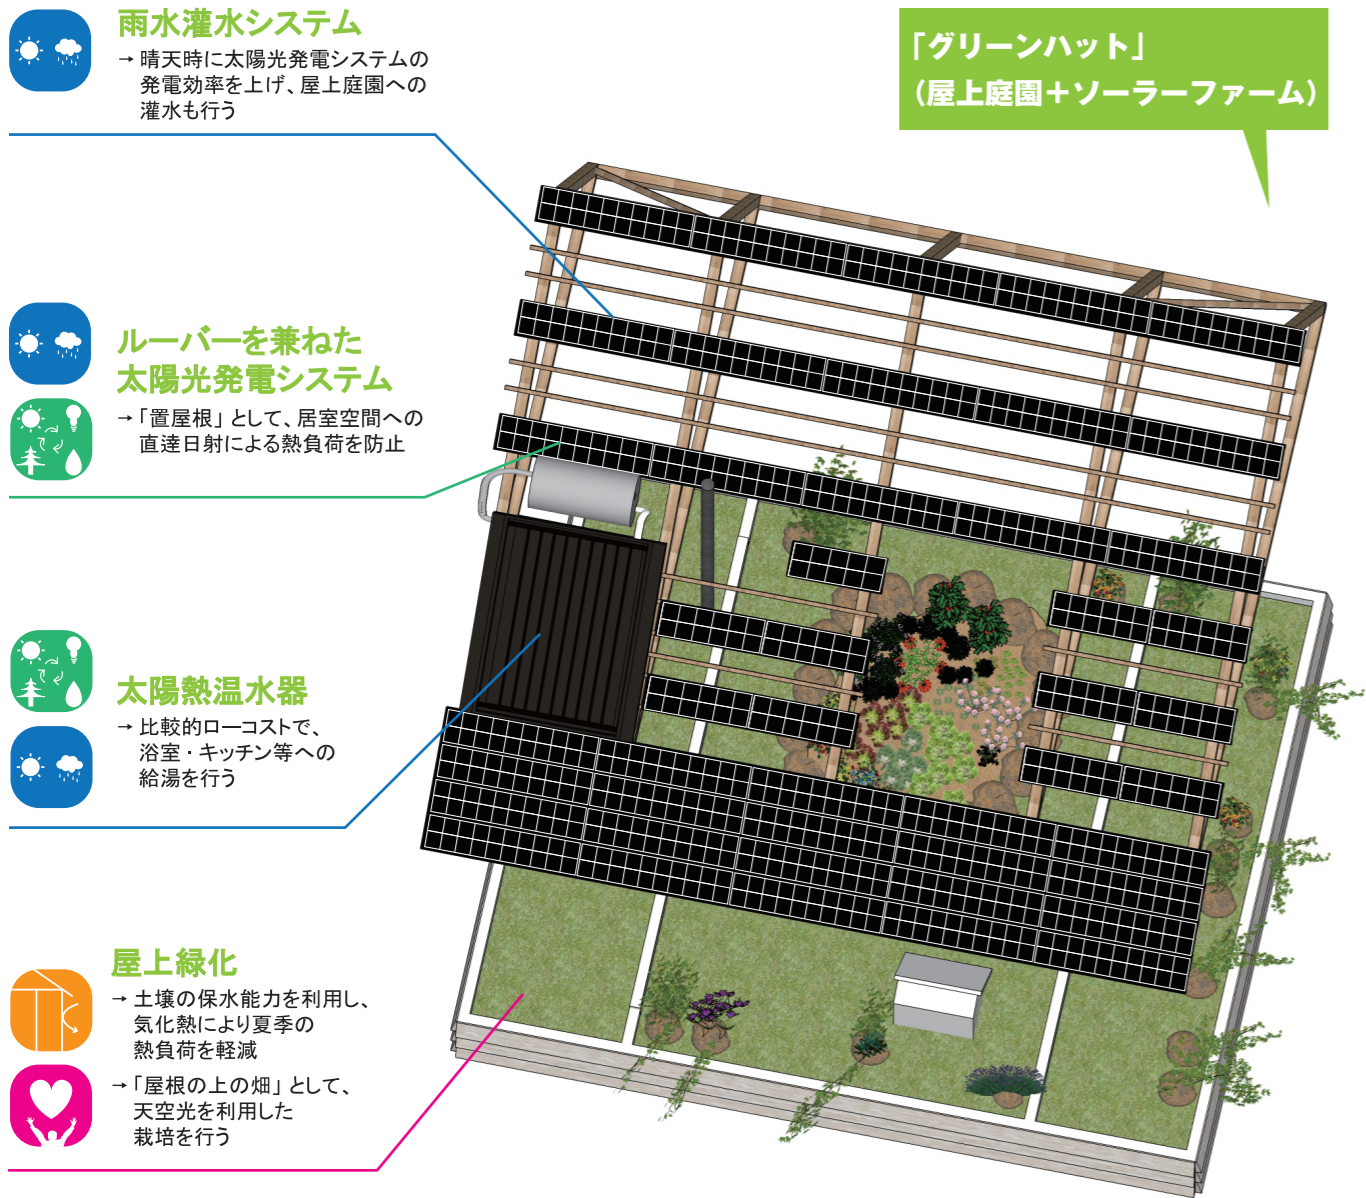 雨水灌水システム
→ 晴天時に太陽光発電システムの
発電効率を上げ、屋上庭園への
灌水も行う
「グリーンハット」
（屋上庭園＋ソーラーファーム）
ルーバーを兼ねた
太陽光発電システム
→「置屋根」として、居室空間への
直達日射による熱負荷を防止
太陽熱温水器
→ 比較的ローコストで、
浴室・キッチン等への
給湯を行う
屋上緑化
→ 土壌の保水能力を利用し、
気化熱により夏季の
熱負荷を軽減
→「屋根の上の畑」として、
天空光を利用した
栽培を行う